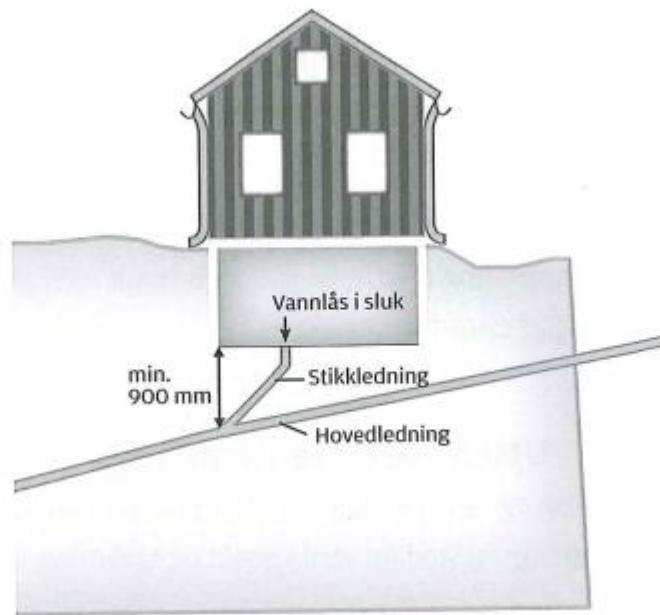 Vannlås i sluk
min.
900 mm
Stikkledning
Hovedledning